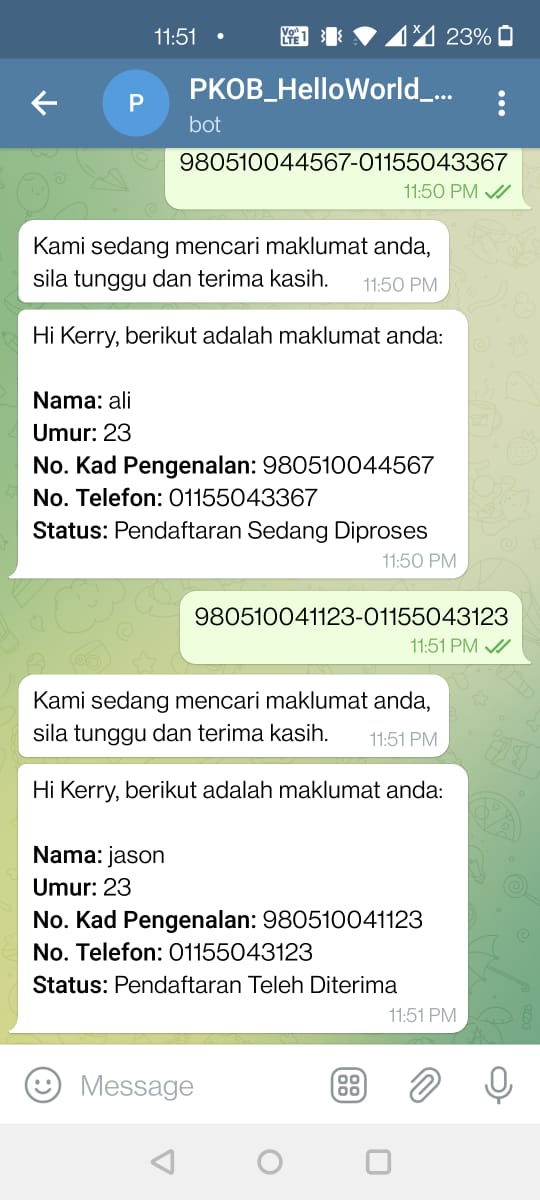 11:51 •
Vo)) LTE 1
23%
P
PKOB_HelloWorld_...
bot
980510044567-01155043367
11:50 PM
Kami sedang mencari maklumat anda,
sila tunggu dan terima kasih. 11:50 PM
Hi Kerry, berikut adalah maklumat anda:
Nama: ali
Umur: 23
No. Kad Pengenalan: 980510044567
No. Telefon: 01155043367
Status: Pendaftaran Sedang Diproses
11:50 PM
980510041123-01155043123
11:51 PM
Kami sedang mencari maklumat anda,
sila tunggu dan terima kasih. 11:51 PM
Hi Kerry, berikut adalah maklumat anda:
Nama: jason
Umur: 23
No. Kad Pengenalan: 980510041123
No. Telefon: 01155043123
Status: Pendaftaran Teleh Diterima
11:51 PM
Message